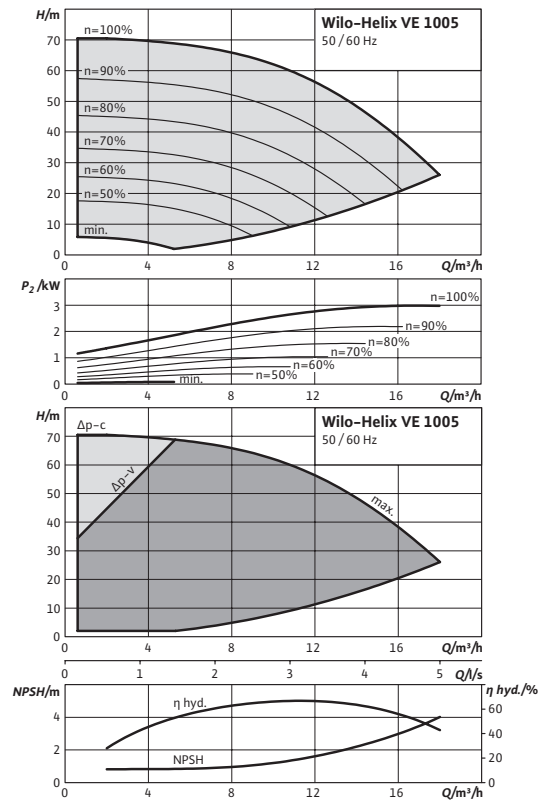 H/m
Wilo-Helix VE 1005
50 / 60 Hz
n=100%
70
n=90%
60
50
n=80%
40
n=70%
30
n=60%
20
n=50%
10
min.
0
0 4 8 12 16 Q/m³/h
P₂ /kW
n=100%
3
n=90%
2
n=80%
n=70%
1
n=60%
n=50%
min.
0
0 4 8 12 16 Q/m³/h
H/m
Wilo-Helix VE 1005
50 / 60 Hz
Δp-c
70
Δp-v
60
50
max.
40
30
20
10
0
0 4 8 12 16 Q/m³/h
0 1 2 3 4 5 Q/l/s
NPSH/m
η hyd./%
η hyd.
60
4
40
2
NPSH
20
0
0
0 4 8 12 16 Q/m³/h